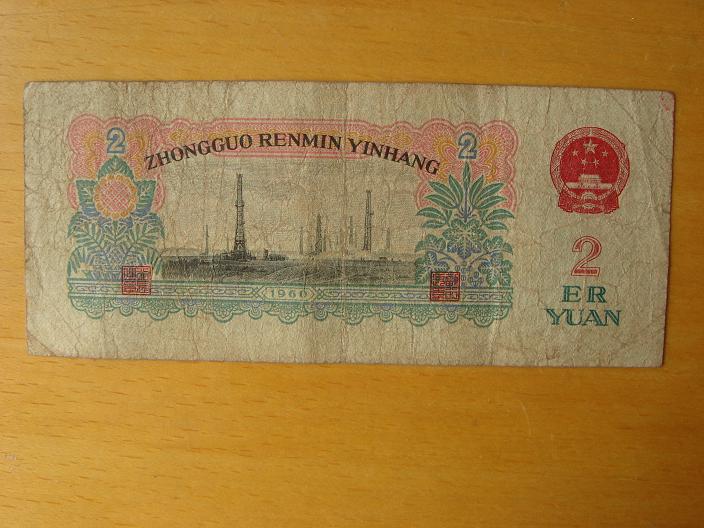 2
2
ZHONGGUO RENMIN YINHANG
1960
2
ER
YUAN